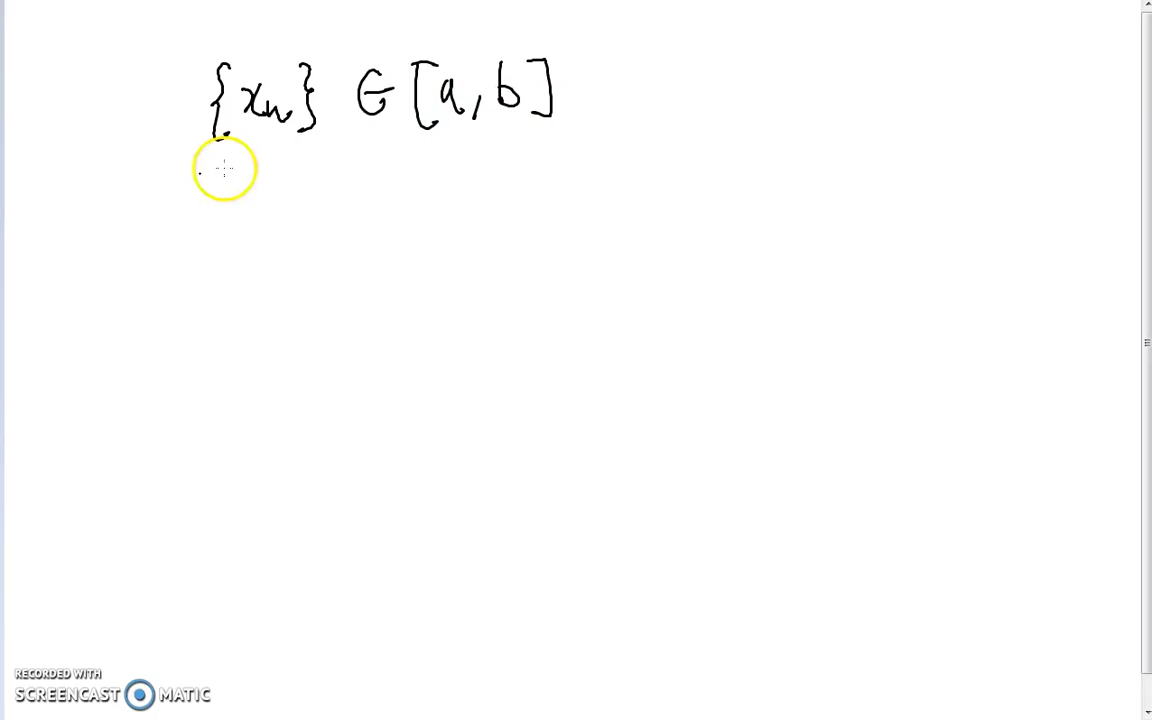 {xn} ∈ [a, b]
RECORDED WITH
SCREENCAST MATIC